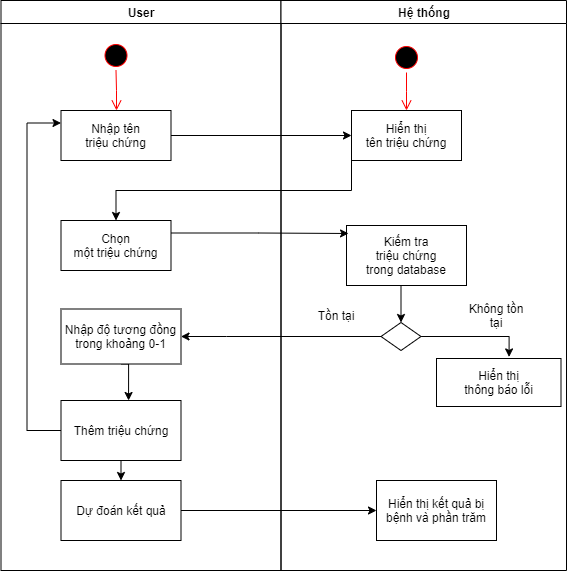 User
Hệ thống
Nhập tên
triệu chứng
Hiển thị
tên triệu chứng
Chọn
một triệu chứng
Kiểm tra
triệu chứng
trong database
Tồn tại
Không tồn
tại
Nhập độ tương đồng
trong khoảng 0-1
Hiển thị
thông báo lỗi
Thêm triệu chứng
Dự đoán kết quả
Hiển thị kết quả bị
bệnh và phần trăm